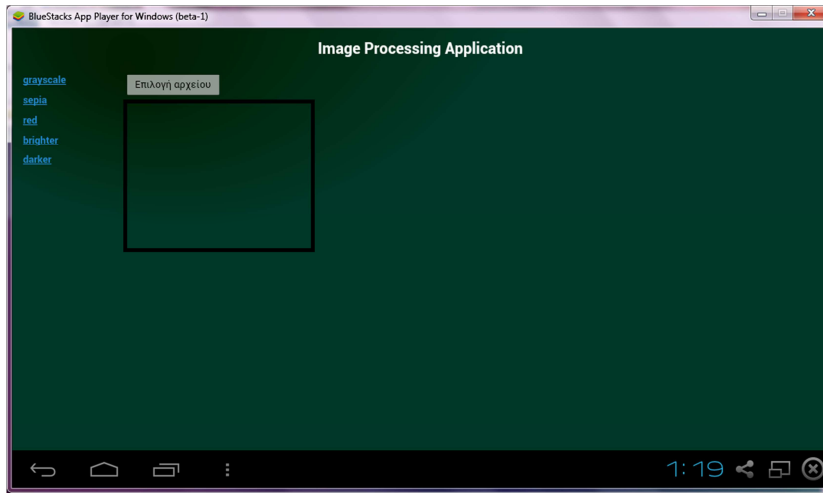 BlueStacks App Player for Windows (beta-1)
Image Processing Application
grayscale
Επιλογή αρχείου
sepia
red
brighter
darker
1:19